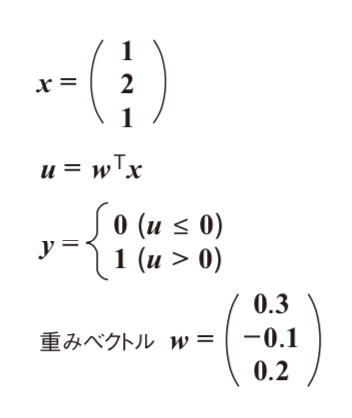 x = ( 1
2
1 )
u = wᵀx
y = { 0 (u ≤ 0)
1 (u > 0)
重みベクトル w = ( 0.3
−0.1
0.2 )